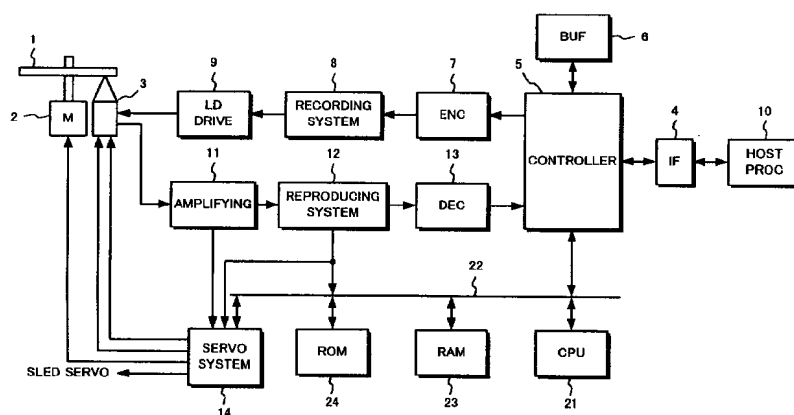 BUF
6
1
9
8
7
5
3
4
10
2
M
LD
DRIVE
RECORDING
SYSTEM
ENC
CONTROLLER
IF
HOST
PROC
11
12
13
AMPLIFYING
REPRODUCING
SYSTEM
DEC
22
SERVO
SYSTEM
ROM
RAM
CPU
SLED SERVO
14
24
23
21